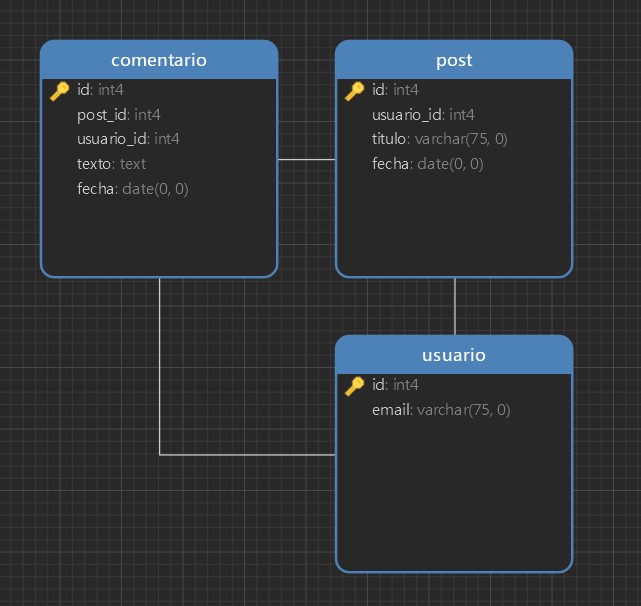 comentario
id: int4
post_id: int4
usuario_id: int4
texto: text
fecha: date(0, 0)
post
id: int4
usuario_id: int4
titulo: varchar(75, 0)
fecha: date(0, 0)
usuario
id: int4
email: varchar(75, 0)